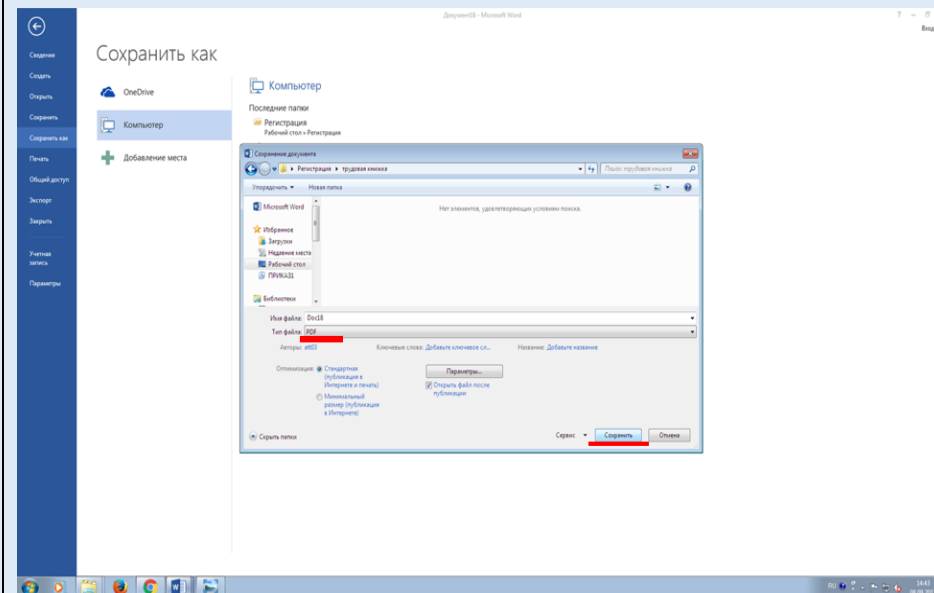 Документ18 - Microsoft Word
? –
Вход
Сохранить как
Сведения
Создать
Открыть
Сохранить
Сохранить как
Печать
Общий доступ
Экспорт
Закрыть
Учетная
запись
Параметры
OneDrive
Компьютер
Добавление места
Компьютер
Последние папки
Регистрация
Рабочий стол » Регистрация
Сохранение документа
Регистрация
трудовая книжка
Поиск: трудовая книжка
Упорядочить
Новая папка
Microsoft Word
Избранное
Загрузки
Недавние места
Рабочий стол
ПРИКАЗ1
Библиотеки
Нет элементов, удовлетворяющих условиям поиска.
Имя файла: Doc18
Тип файла: PDF
Авторы: att03
Ключевые слова: Добавьте ключевое сл...
Название: Добавьте название
Оптимизация:
Стандартная
(публикация в
Интернете и печать)
Минимальный
размер (публикация
в Интернете)
Параметры...
Открыть файл после
публикации
Скрыть папки
Сервис
Сохранить
Отмена
RU
14:41